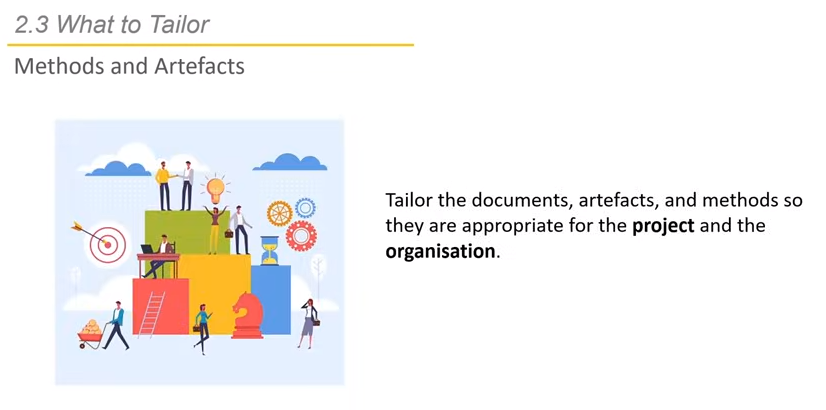 2.3 What to Tailor
Methods and Artefacts
Tailor the documents, artefacts, and methods so
they are appropriate for the project and the
organisation.